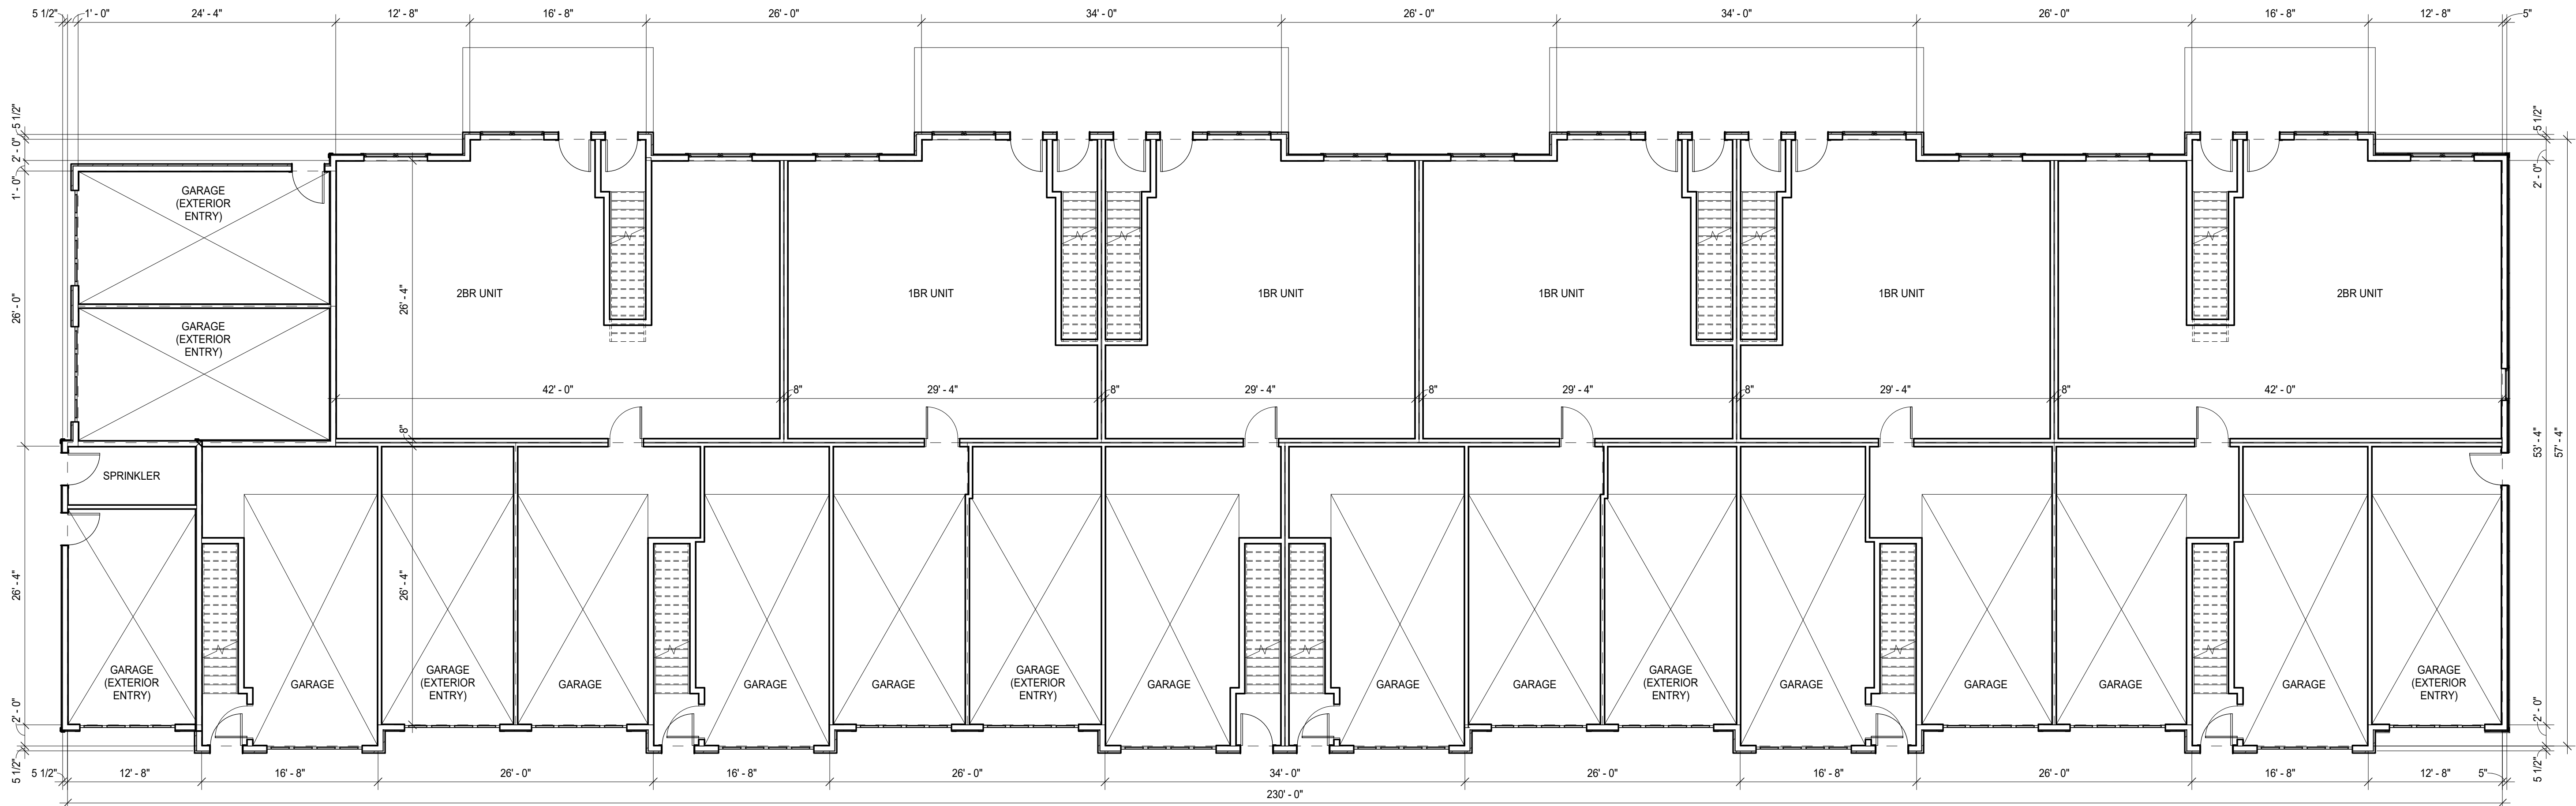 5 1/2" 1' - 0" 24' - 4" 12' - 8" 16' - 8" 26' - 0" 34' - 0" 26' - 0" 34' - 0" 26' - 0" 16' - 8" 12' - 8" 5"
5 1/2"
2' - 0"
1' - 0"
26' - 0"
26' - 4"
2' - 0"
5 1/2"
GARAGE
(EXTERIOR
ENTRY)
GARAGE
(EXTERIOR
ENTRY)
2BR UNIT
26' - 4"
1BR UNIT
1BR UNIT
1BR UNIT
1BR UNIT
2BR UNIT
42' - 0" 8" 29' - 4" 8" 29' - 4" 8" 29' - 4" 8" 29' - 4" 8" 42' - 0"
8"
5 1/2"
2' - 0"
53' - 4"
57' - 4"
2' - 0"
5 1/2"
SPRINKLER
26' - 4"
GARAGE
(EXTERIOR
ENTRY)
GARAGE
GARAGE
(EXTERIOR
ENTRY)
GARAGE
GARAGE
GARAGE
GARAGE
(EXTERIOR
ENTRY)
GARAGE
GARAGE
GARAGE
GARAGE
(EXTERIOR
ENTRY)
GARAGE
GARAGE
GARAGE
GARAGE
GARAGE
(EXTERIOR
ENTRY)
5 1/2" 12' - 8" 16' - 8" 26' - 0" 16' - 8" 26' - 0" 34' - 0" 26' - 0" 16' - 8" 26' - 0" 16' - 8" 12' - 8" 5"
230' - 0"